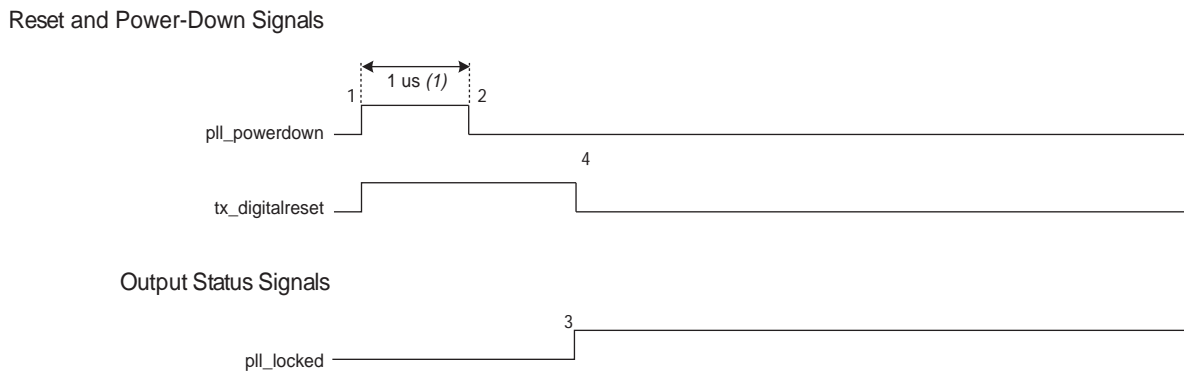 Reset and Power-Down Signals
1 us (1)
1
2
pll_powerdown
4
tx_digitalreset
Output Status Signals
3
pll_locked